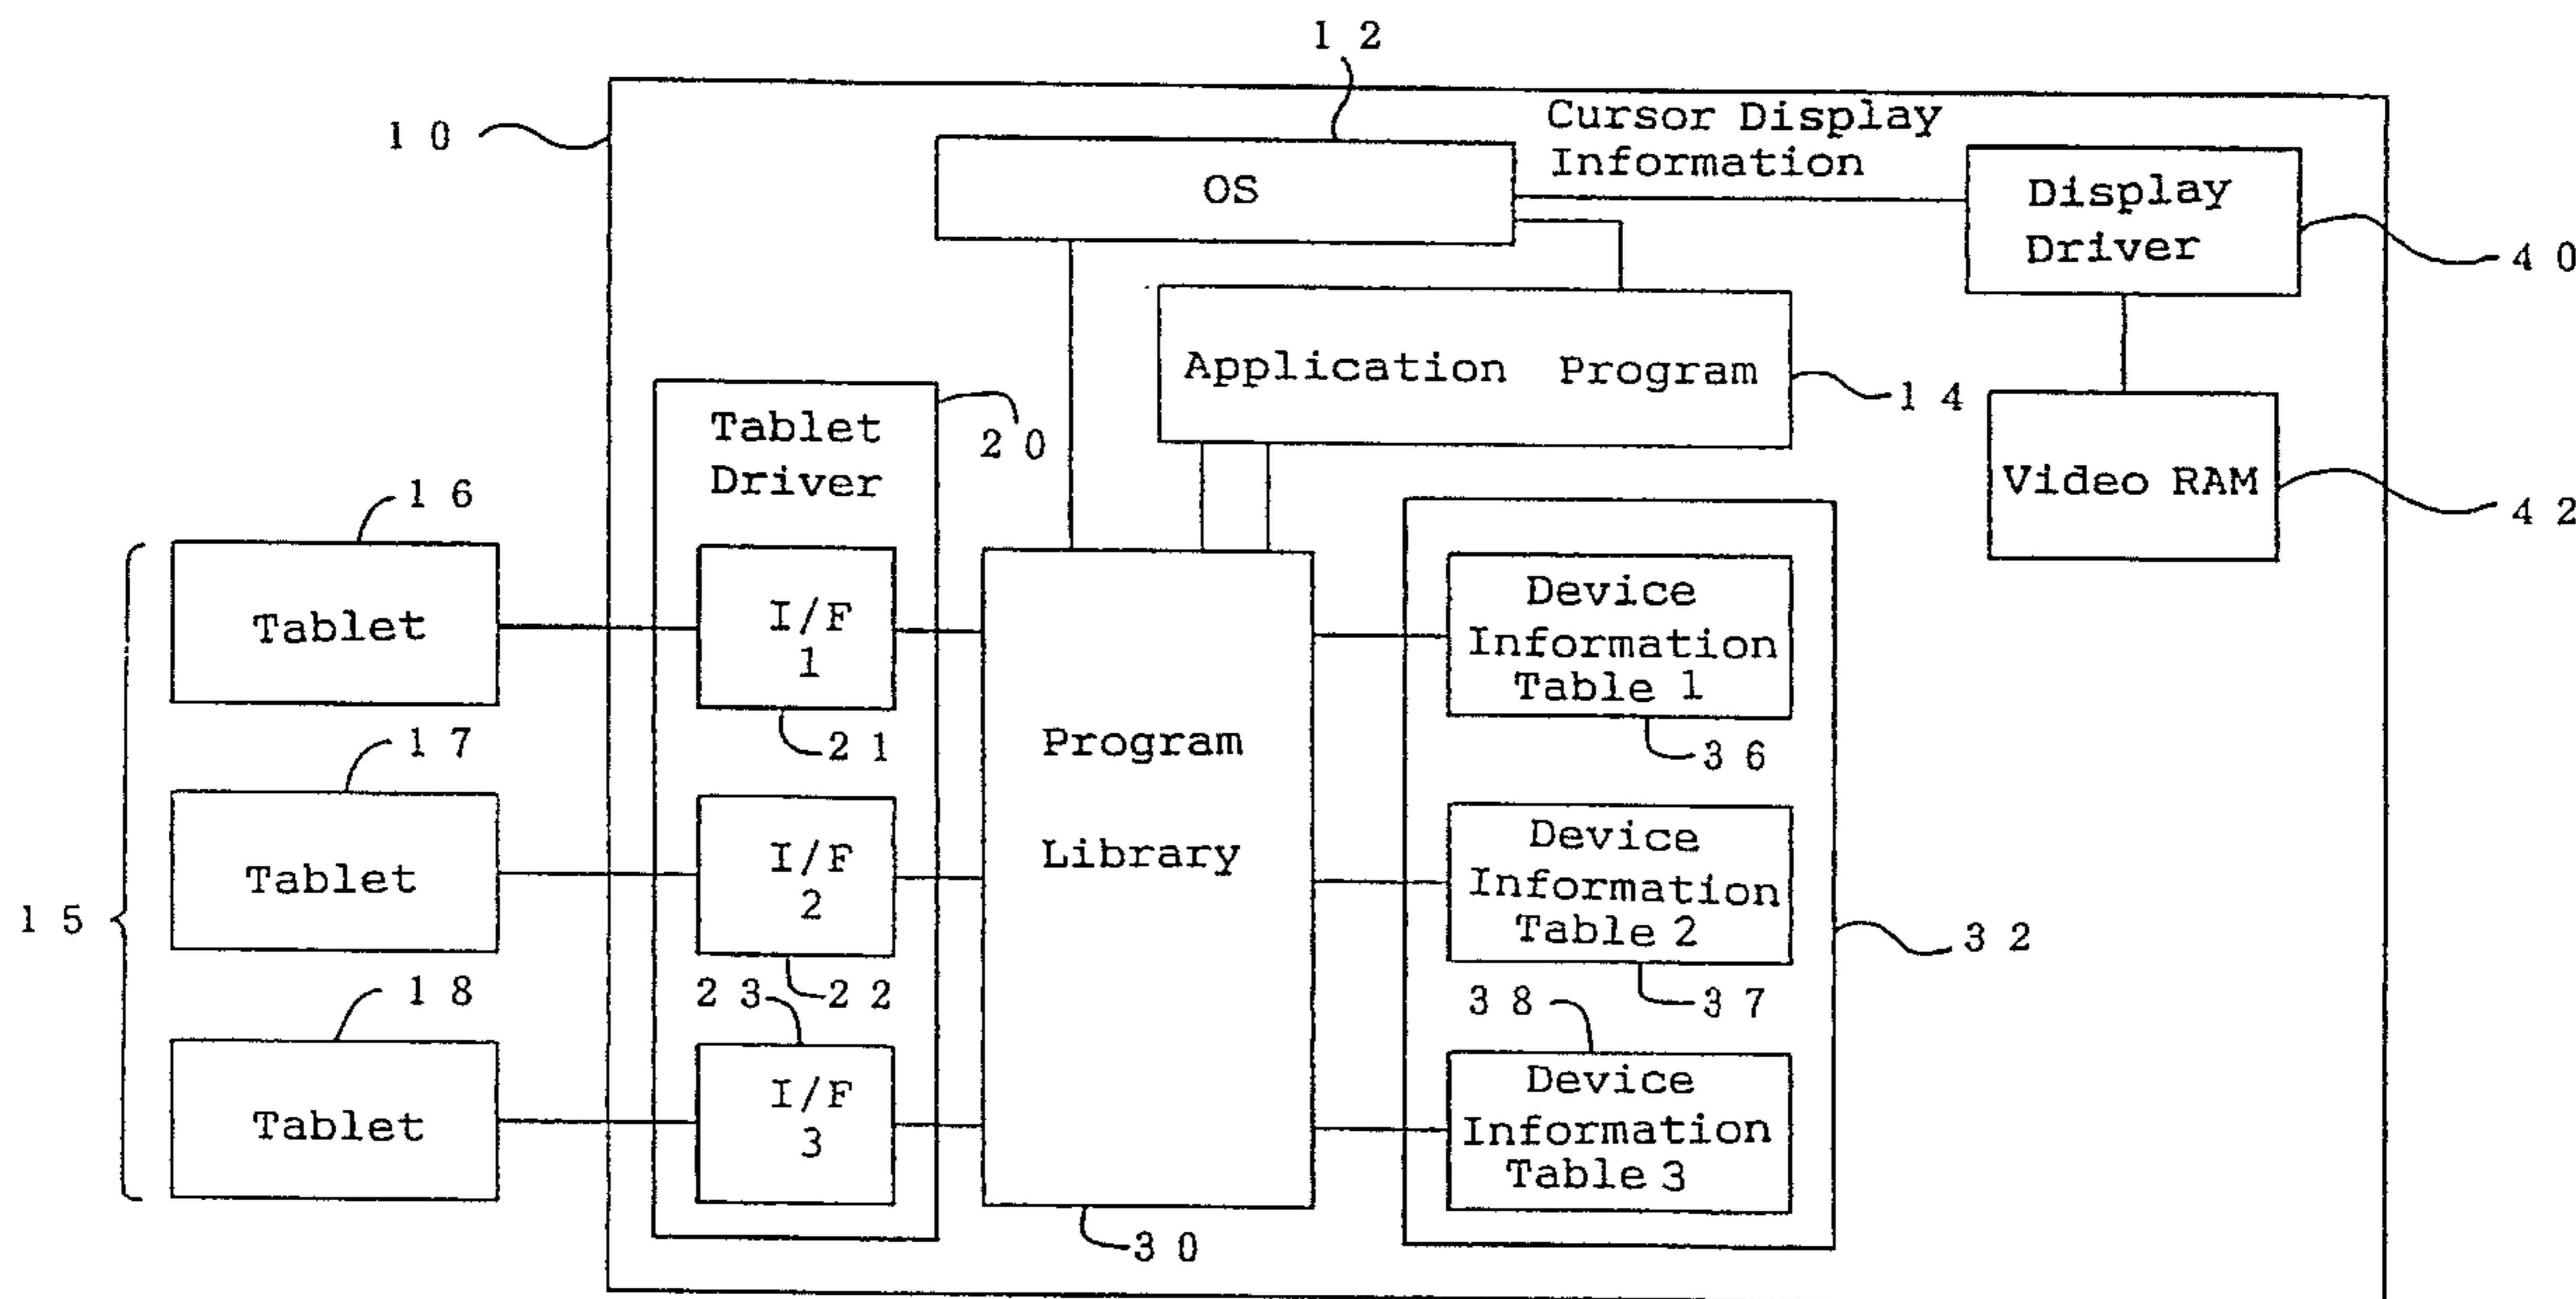 1 2
1 0
Cursor Display
Information
OS
Display
Driver
4 0
Application Program
1 4
Tablet
Driver
2 0
Video RAM
4 2
1 6
Tablet
I/F
1
2 1
Device
Information
Table 1
3 6
1 7
Tablet
I/F
2
2 2
Program
Library
Device
Information
Table 2
3 7
1 5
3 2
1 8
Tablet
2 3
I/F
3
3 8
Device
Information
Table 3
3 0